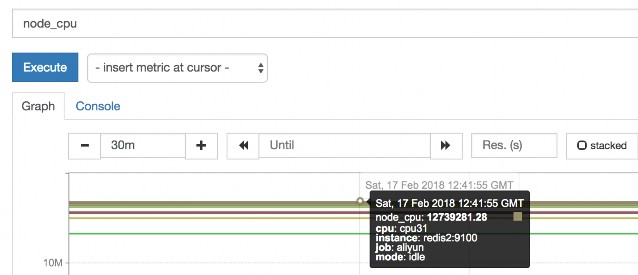 node_cpu
Execute
- insert metric at cursor -
Graph
Console
− 30m + Until Res. (s) stacked
Sat, 17 Feb 2018 12:41:55 GMT
Sat, 17 Feb 2018 12:41:55 GMT
node_cpu: 12739281.28
cpu: cpu31
instance: redis2:9100
job: aliyun
mode: idle
10M